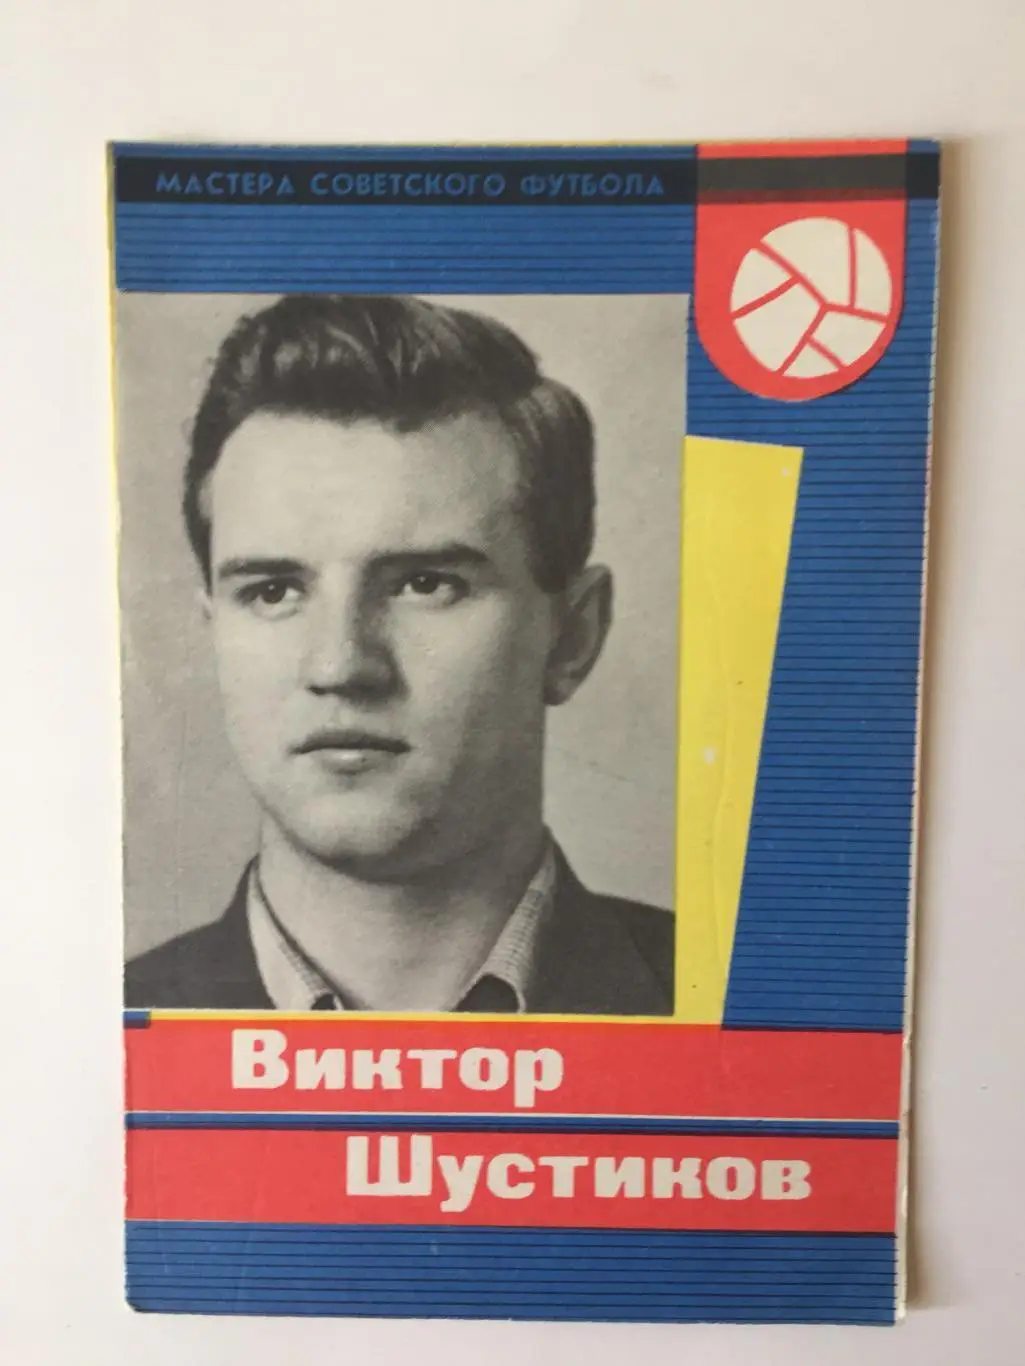 МАСТЕРА СОВЕТСКОГО ФУТБОЛА
Виктор
Шустиков